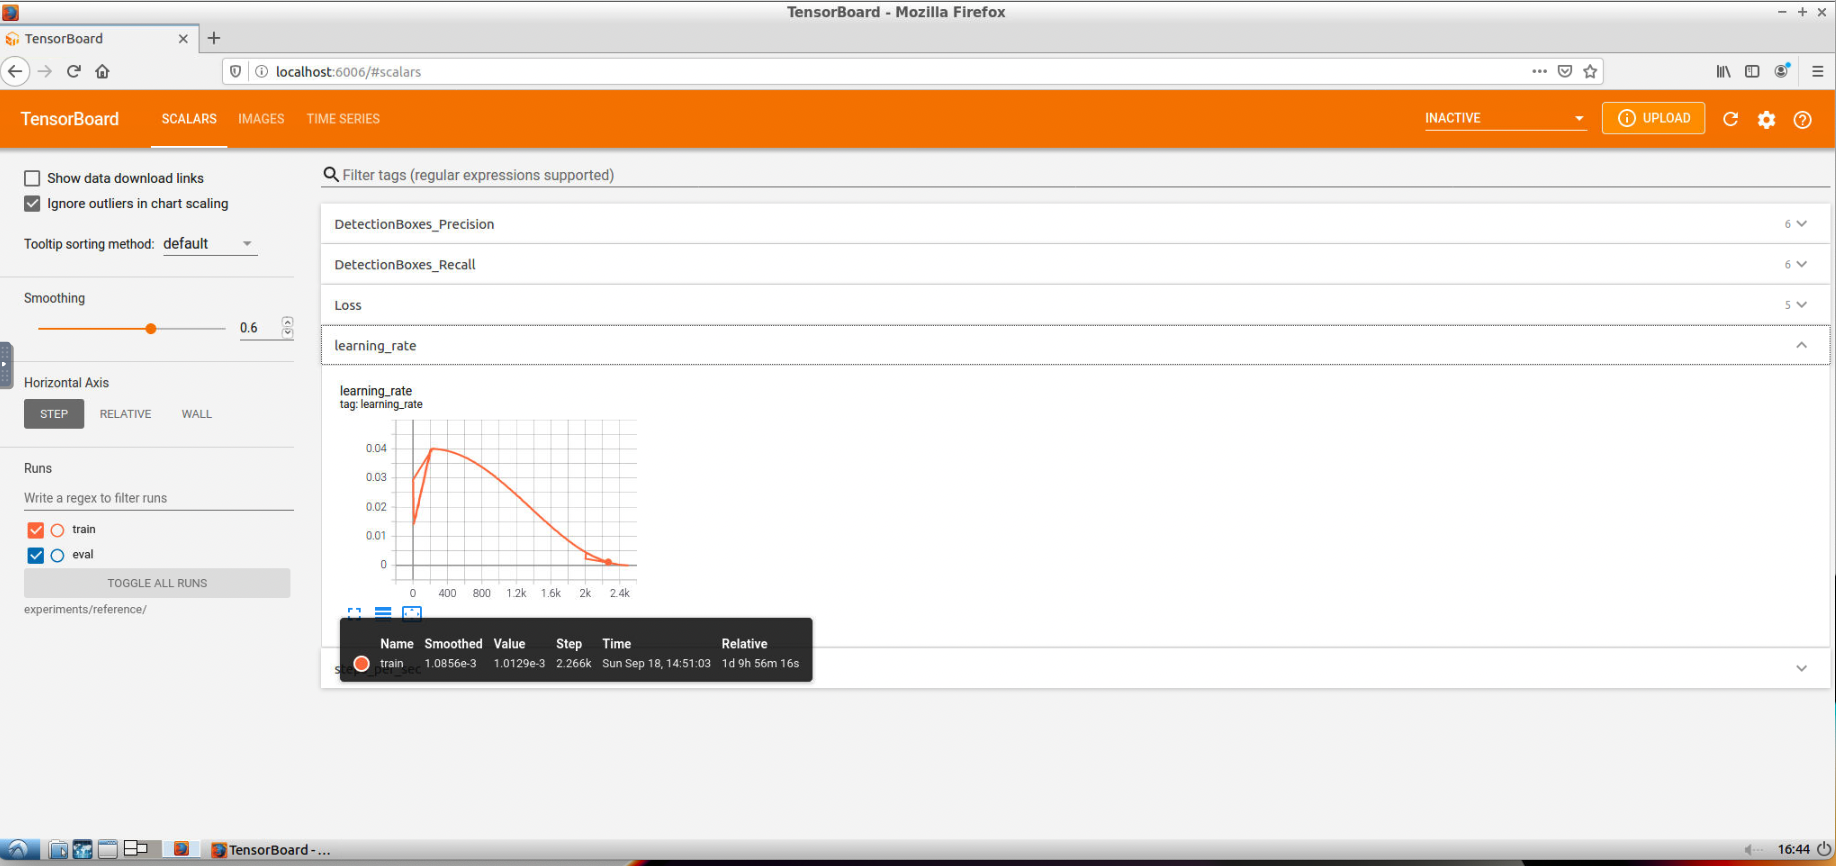 TensorBoard - Mozilla Firefox
TensorBoard
localhost:6006/#scalars
TensorBoard SCALARS IMAGES TIME SERIES INACTIVE UPLOAD
Show data download links
Ignore outliers in chart scaling
Tooltip sorting method: default
Smoothing
0.6
Horizontal Axis
STEP RELATIVE WALL
Runs
Write a regex to filter runs
train
eval
TOGGLE ALL RUNS
experiments/reference/
Filter tags (regular expressions supported)
DetectionBoxes_Precision 6
DetectionBoxes_Recall 6
Loss 5
learning_rate
learning_rate
tag: learning_rate
0.04
0.03
0.02
0.01
0
0 400 800 1.2k 1.6k 2k 2.4k
Name Smoothed Value Step Time Relative
train 1.0856e-3 1.0129e-3 2.266k Sun Sep 18, 14:51:03 1d 9h 56m 16s
TensorBoard - ...
16:44